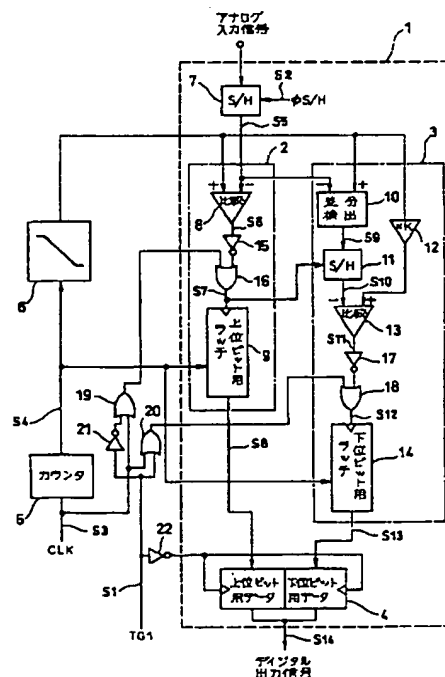 アナログ
入力信号
1
7
S/H
S2
φS/H
S5
2
3
+
-
-
+
比較
8
差分
検出
10
S6
S9
×K
12
15
S/H
11
16
S10
S7
-
+
比較
13
6
S11
17
上位ビット用
ラッチ
9
18
S12
19
20
21
S4
下位ビット用
ラッチ
14
S8
カウンタ
5
S3
CLK
22
S13
S1
上位ビット
用データ
下位ビット
用データ
4
TG1
S14
ディジタル
出力信号